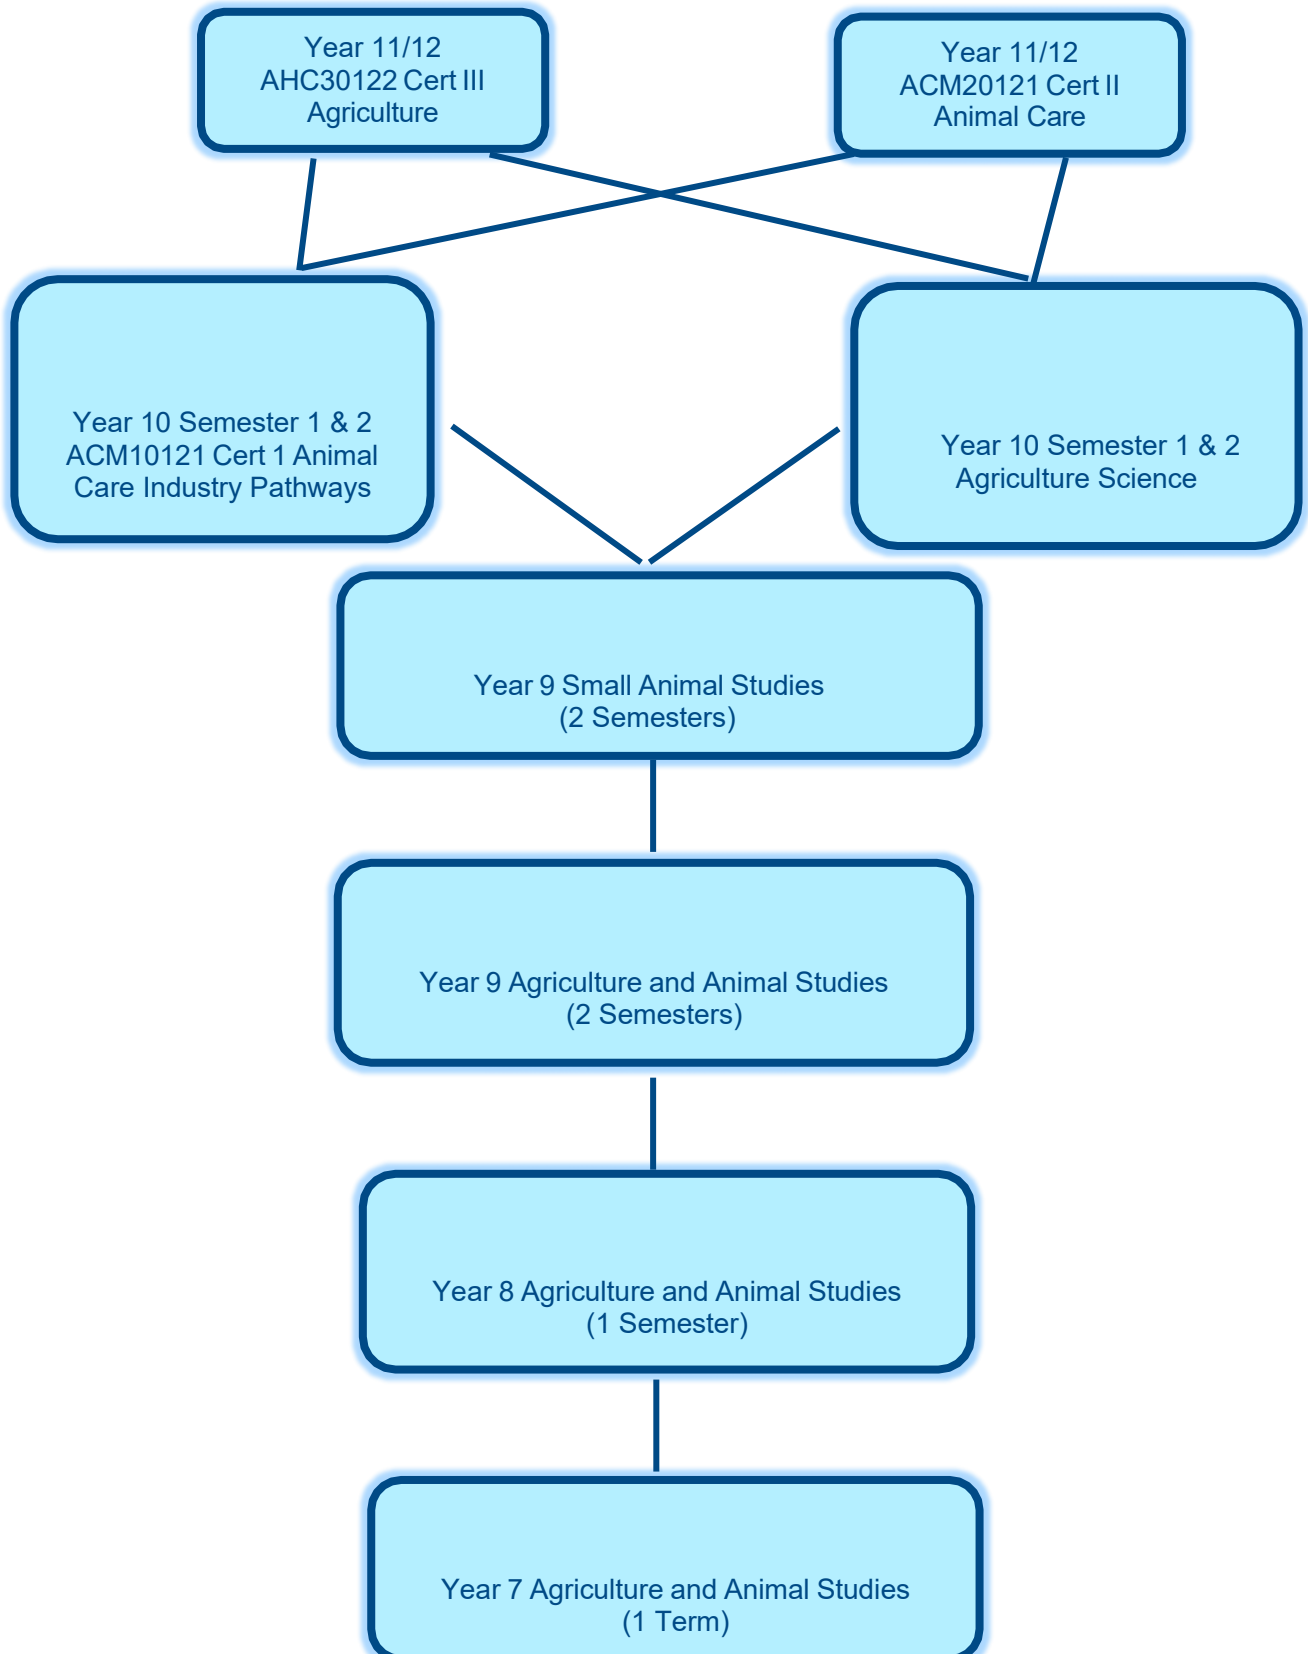 Year 11/12
AHC30122 Cert III
Agriculture
Year 11/12
ACM20121 Cert II
Animal Care
Year 10 Semester 1 & 2
ACM10121 Cert 1 Animal
Care Industry Pathways
Year 10 Semester 1 & 2
Agriculture Science
Year 9 Small Animal Studies
(2 Semesters)
Year 9 Agriculture and Animal Studies
(2 Semesters)
Year 8 Agriculture and Animal Studies
(1 Semester)
Year 7 Agriculture and Animal Studies
(1 Term)